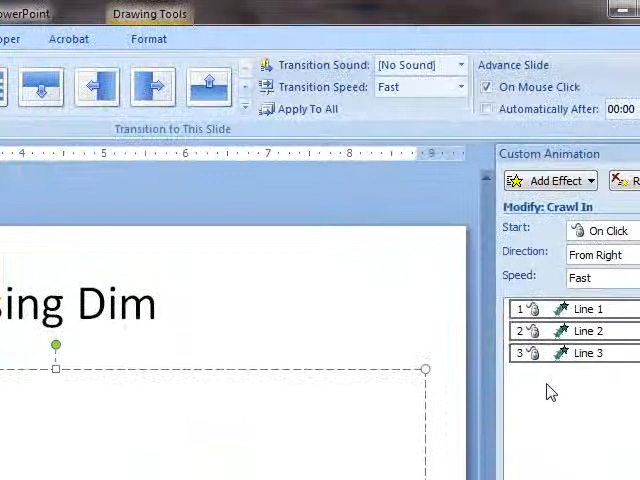 owerPoint Drawing Tools
oper Acrobat Format
Transition Sound: [No Sound] Advance Slide
Transition Speed: Fast On Mouse Click
Apply To All Automatically After: 00:00
Transition to This Slide
4 5 6 7 8 9 Custom Animation
Add Effect R
Modify: Crawl In
Start: On Click
Direction: From Right
Speed: Fast
sing Dim
1 Line 1
2 Line 2
3 Line 3